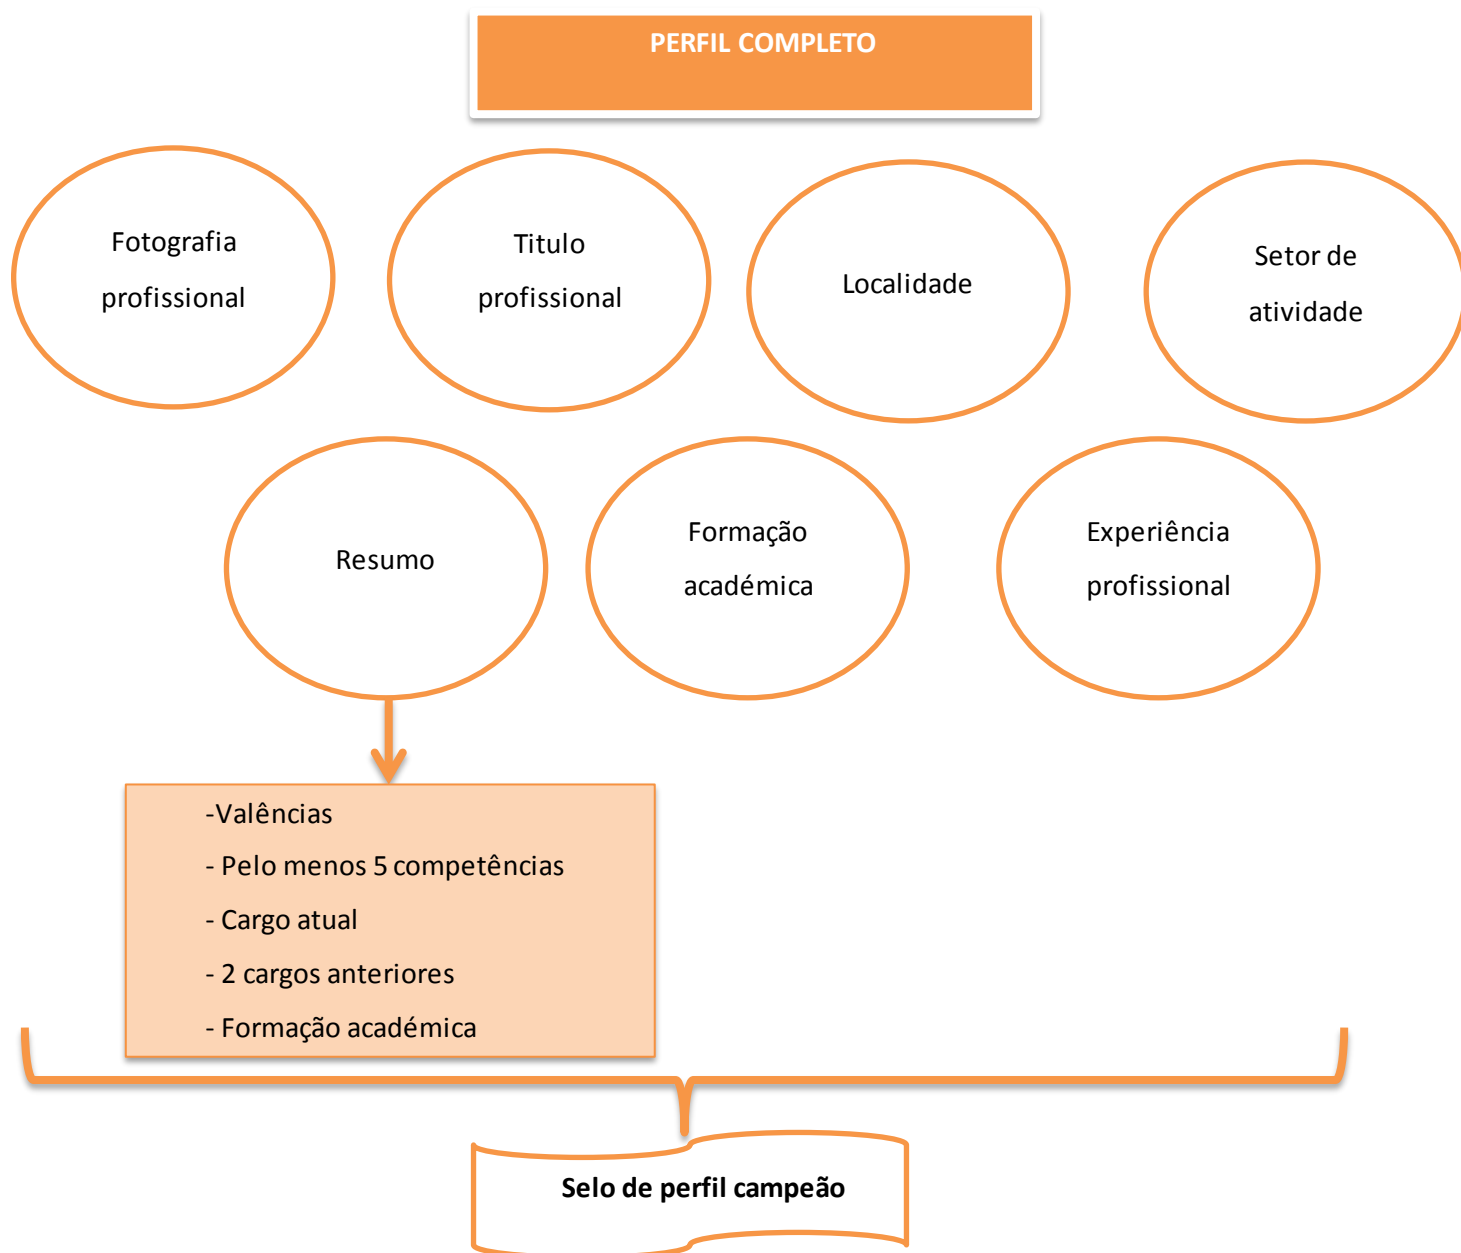 PERFIL COMPLETO
Fotografia
profissional
Titulo
profissional
Localidade
Setor de
atividade
Resumo
Formação
académica
Experiência
profissional
-Valências
- Pelo menos 5 competências
- Cargo atual
- 2 cargos anteriores
- Formação académica
Selo de perfil campeão